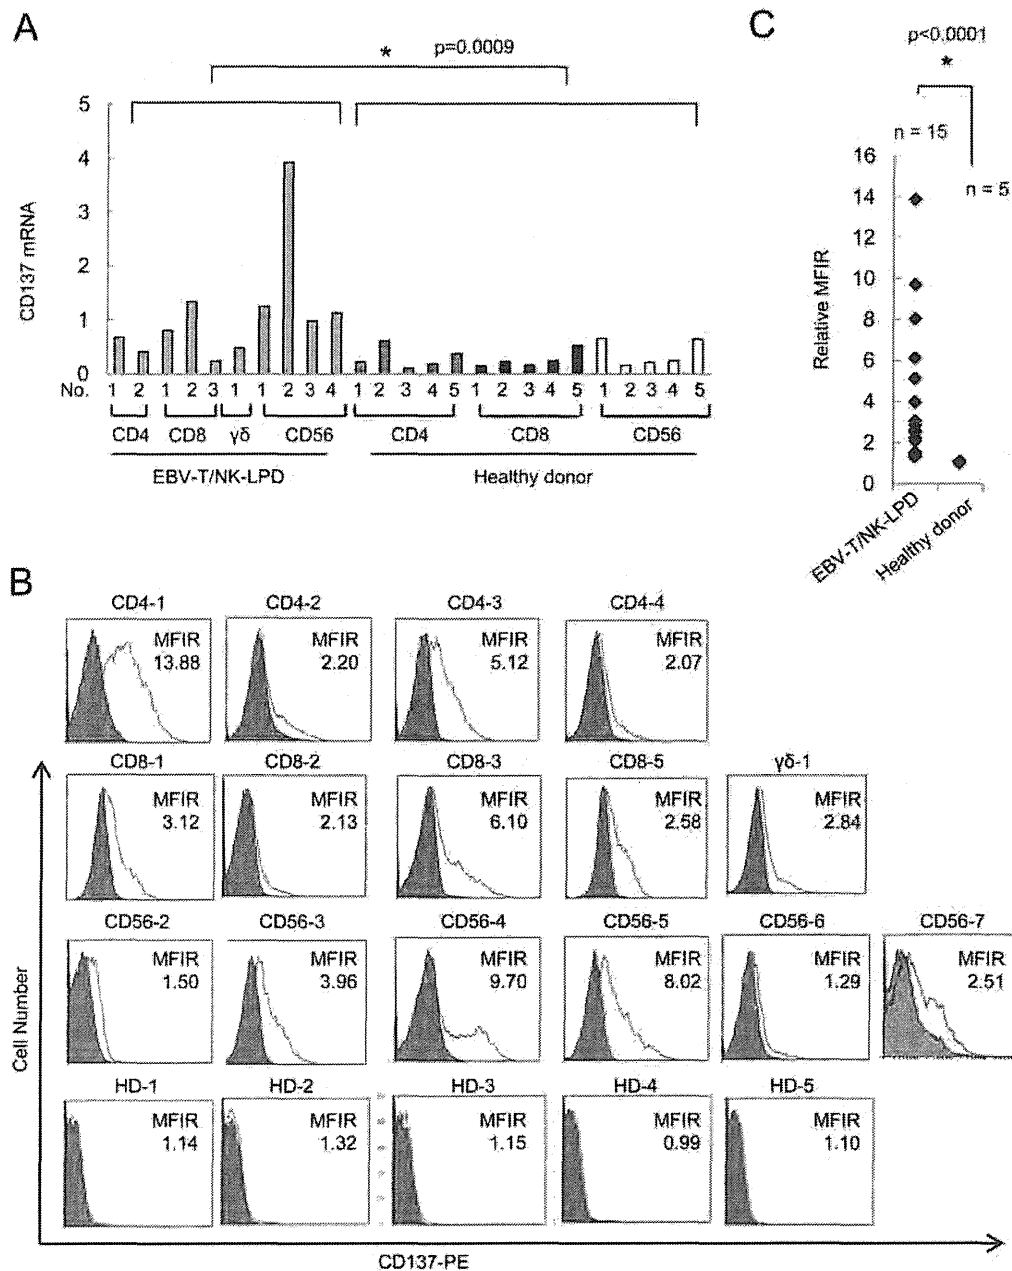 A
* p=0.0009
5
4
3
2
1
0
CD137 mRNA
No. 1 2 1 2 3 1 1 2 3 4 1 2 3 4 5 1 2 3 4 5 1 2 3 4 5
CD4 CD8 γδ CD56 CD4 CD8 CD56
EBV-T/NK-LPD Healthy donor
C
p<0.0001
*
n = 15
n = 5
16
14
12
10
8
6
4
2
0
Relative MFIR
EBV-T/NK-LPD
Healthy donor
B
CD4-1 CD4-2 CD4-3 CD4-4
MFIR MFIR MFIR MFIR
13.88 2.20 5.12 2.07
CD8-1 CD8-2 CD8-3 CD8-5 γδ-1
MFIR MFIR MFIR MFIR MFIR
3.12 2.13 6.10 2.58 2.84
CD56-2 CD56-3 CD56-4 CD56-5 CD56-6 CD56-7
MFIR MFIR MFIR MFIR MFIR MFIR
1.50 3.96 9.70 8.02 1.29 2.51
HD-1 HD-2 HD-3 HD-4 HD-5
MFIR MFIR MFIR MFIR MFIR
1.14 1.32 1.15 0.99 1.10
Cell Number
CD137-PE